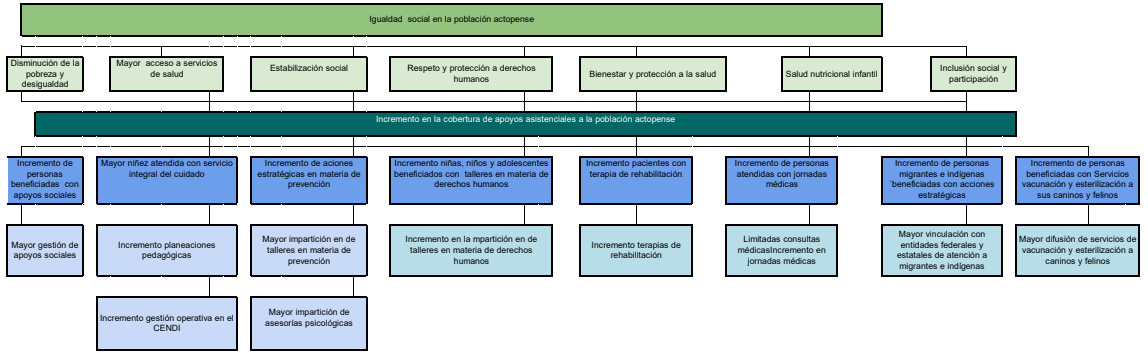 Igualdad social en la población actopense
Disminución de la
pobreza y
desigualdad
Mayor acceso a servicios
de salud
Estabilización social
Respeto y protección a derechos
humanos
Bienestar y protección a la salud
Salud nutricional infantil
Inclusión social y
participación
Incremento en la cobertura de apoyos asistenciales a la población actopense
Incremento de
personas
beneficiadas con
apoyos sociales
Mayor niñez atendida con servicio
integral del cuidado
Incremento de acciones
estratégicas en materia de
prevención
Incremento niñas, niños y adolescentes
beneficiados con talleres en materia de
derechos humanos
Incremento pacientes con
terapia de rehabilitación
Incremento de personas
atendidas con jornadas
médicas
Incremento de personas
migrantes e indígenas
´beneficiadas con acciones
estratégicas
Incremento de personas
beneficiadas con Servicios
vacunación y esterilización a
sus caninos y felinos
Mayor gestión de
apoyos sociales
Incremento planeaciones
pedagógicas
Mayor impartición en de
talleres en materia de
prevención
Incremento en la mpartición en de
talleres en materia de derechos
humanos
Incremento terapias de
rehabilitación
Limitadas consultas
médicasIncremento en
jornadas médicas
Mayor vinculación con
entidades federales y
estatales de atención a
migrantes e indígenas
Mayor difusión de servicios de
vacunación y esterilización a
caninos y felinos
Incremento gestión operativa en el
CENDI
Mayor impartición de
asesorías psicológicas